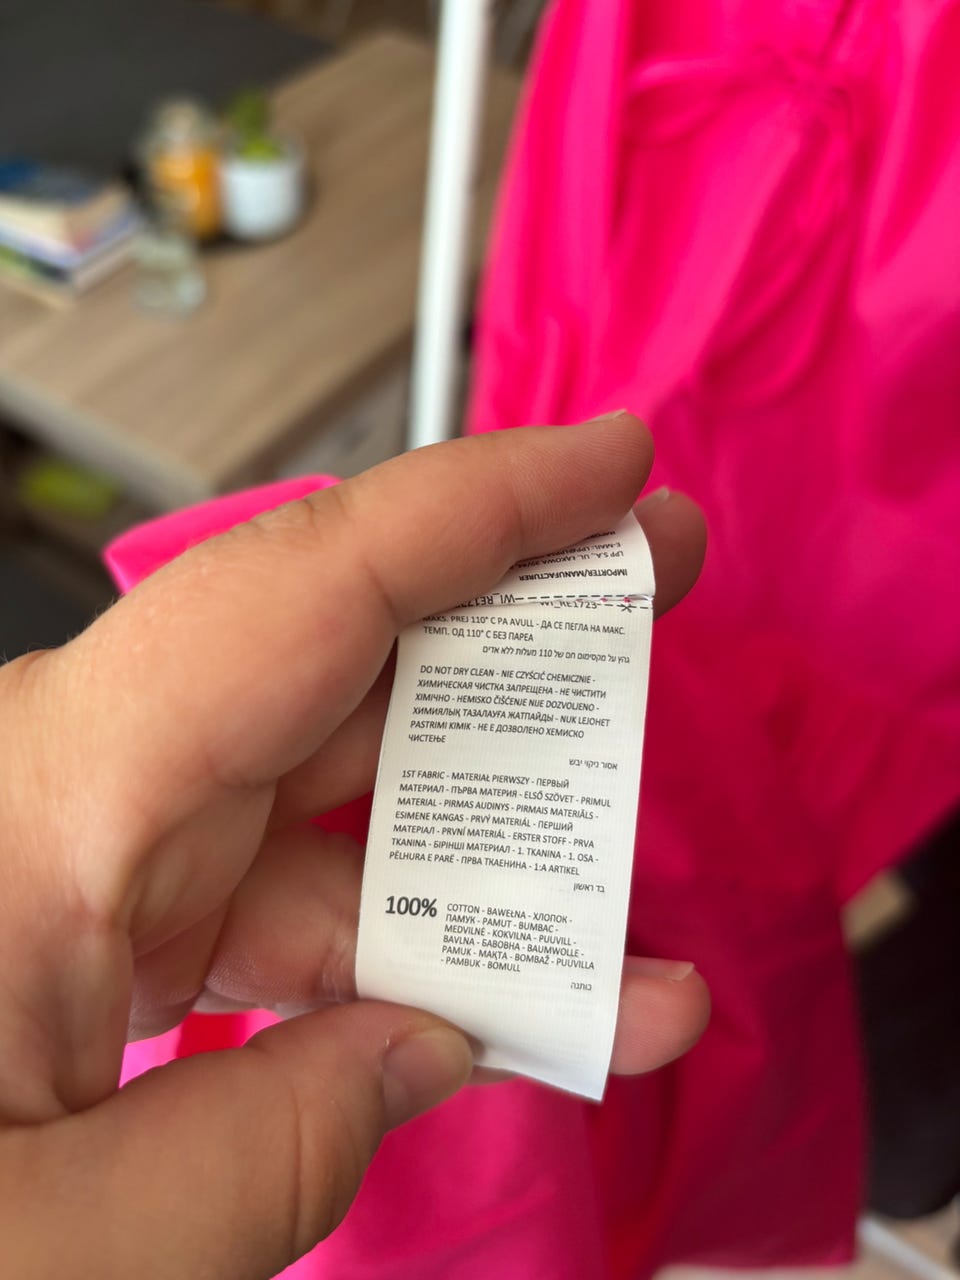 LPP S.A., UL. ŁĄKOWA 39/44
IMPORTER/MANUFACTURER
WI_RE1723
MAKS. PREJ 110° C PA AVULL - ДА СЕ ПЕГЛА НА МАКС.
ТЕМП. ОД 110° C БЕЗ ПАРЕА
גהץ על מקסימום חם של 110 מעלות ללא אדים
DO NOT DRY CLEAN - NIE CZYŚCIĆ CHEMICZNIE -
ХИМИЧЕСКАЯ ЧИСТКА ЗАПРЕЩЕНА - НЕ ЧИСТИТИ
ХІМІЧНО - HEMISKO ČIŠĆENJE NIJE DOZVOLJENO -
ХИМИЯЛЫҚ ТАЗАЛАУҒА ЖАТПАЙДЫ - NUK LEJOHET
PASTRIMI KIMIK - НЕ Е ДОЗВОЛЕНО ХЕМИСКО
ЧИСТЕЊЕ
אסור ניקוי יבש
1ST FABRIC - MATERIAŁ PIERWSZY - ПЕРВЫЙ
МАТЕРИАЛ - ПЪРВА МАТЕРИЯ - ELSŐ SZÖVET - PRIMUL
MATERIAL - PIRMAS AUDINYS - PIRMAIS MATERIĀLS -
ESIMENE KANGAS - PRVÝ MATERIÁL - ПЕРШИЙ
МАТЕРІАЛ - PRVNÍ MATERIÁL - ERSTER STOFF - PRVA
TKANINA - БІРІНШІ МАТЕРИАЛ - 1. TKANINA - 1. OSA -
PËLHURA E PARË - ПРВА ТКАЕНИНА - 1:A ARTIKEL
בד ראשון
100% COTTON - BAWEŁNA - ХЛОПОК -
ПАМУК - PAMUT - BUMBAC -
MEDVILNĖ - KOKVILNA - PUUVILL -
BAVLNA - БАВОВНА - BAUMWOLLE -
PAMUK - МАҚТА - BOMBAŽ - PUUVILLA
- PAMBUK - BOMULL
כותנה